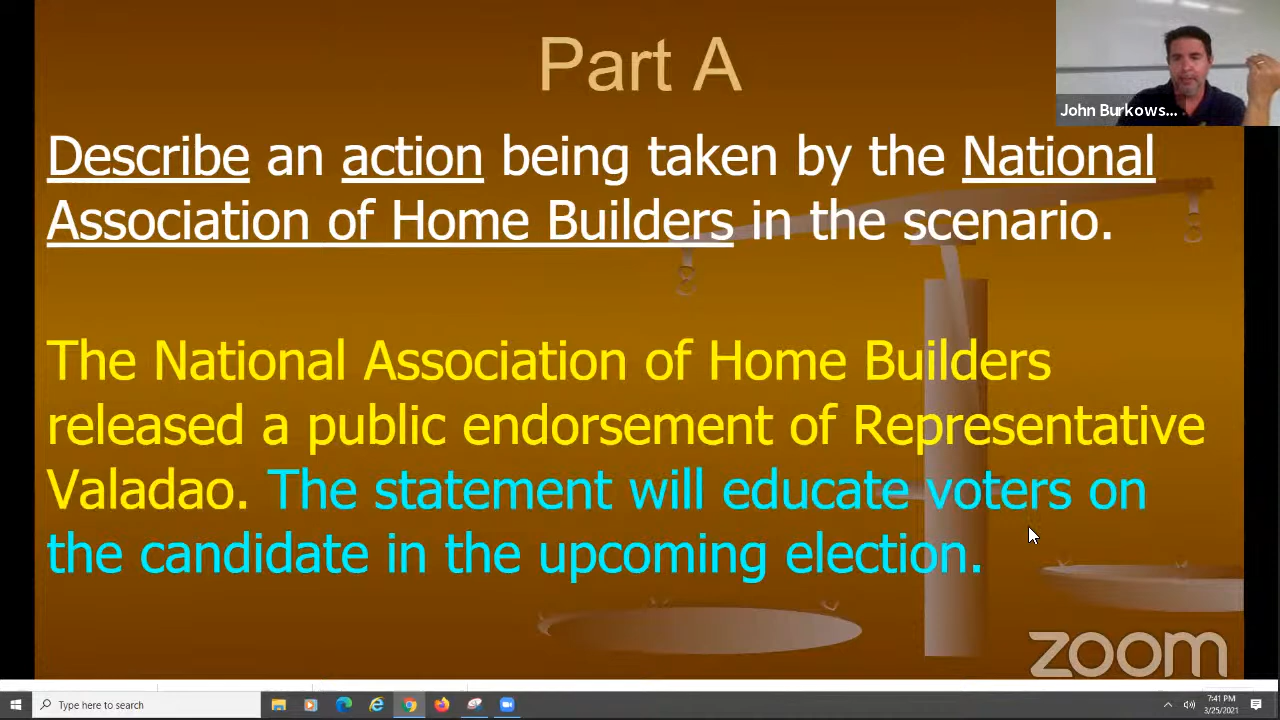 Part A
John Burkows...
Describe an action being taken by the National
Association of Home Builders in the scenario.
The National Association of Home Builders
released a public endorsement of Representative
Valadao. The statement will educate voters on
the candidate in the upcoming election.
zoom
Type here to search
7:41 PM
3/25/2021